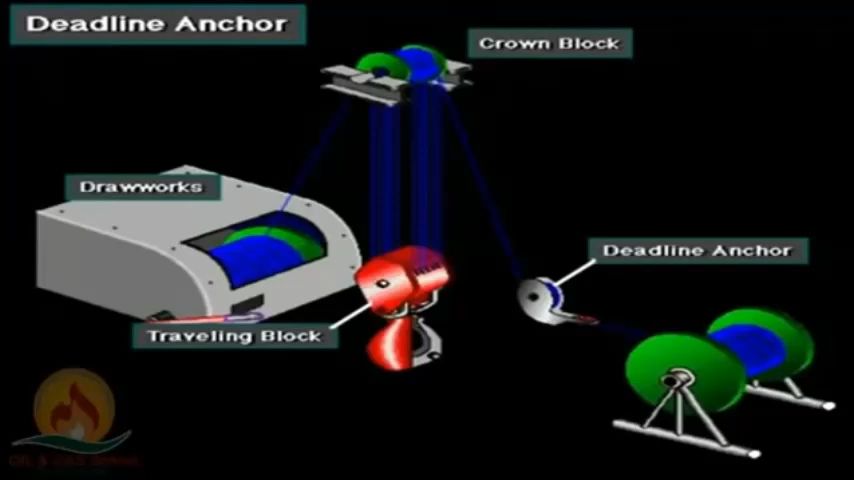 Deadline Anchor
Crown Block
Drawworks
Deadline Anchor
Traveling Block